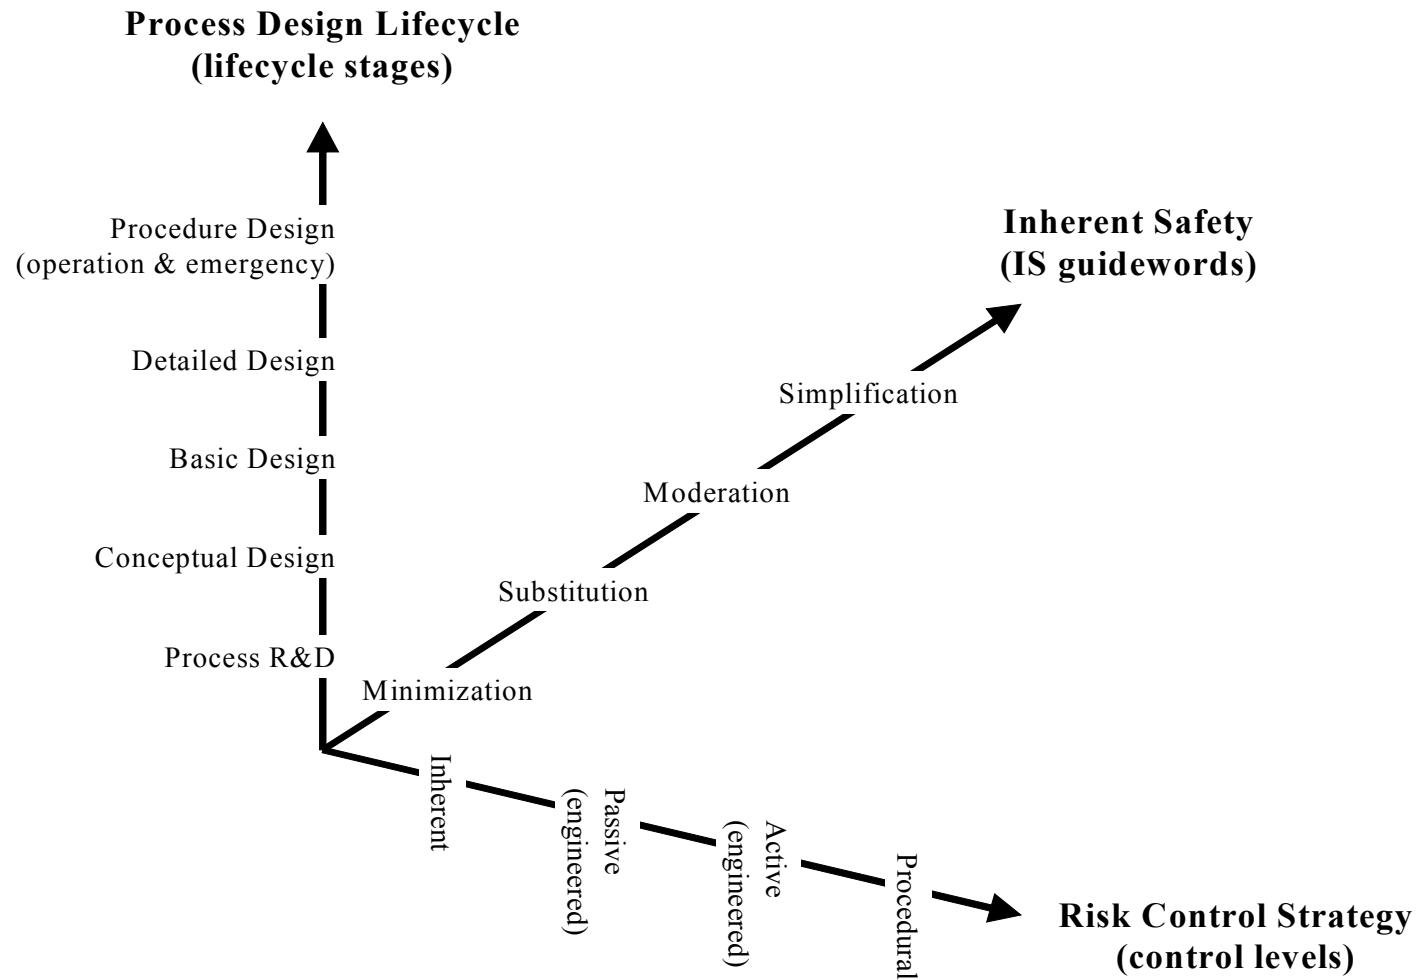 Process Design Lifecycle
(lifecycle stages)
Procedure Design
(operation & emergency)
Detailed Design
Basic Design
Conceptual Design
Process R&D
Inherent Safety
(IS guidewords)
Simplification
Moderation
Substitution
Minimization
Inherent
Passive
(engineered)
Active
(engineered)
Procedural
Risk Control Strategy
(control levels)